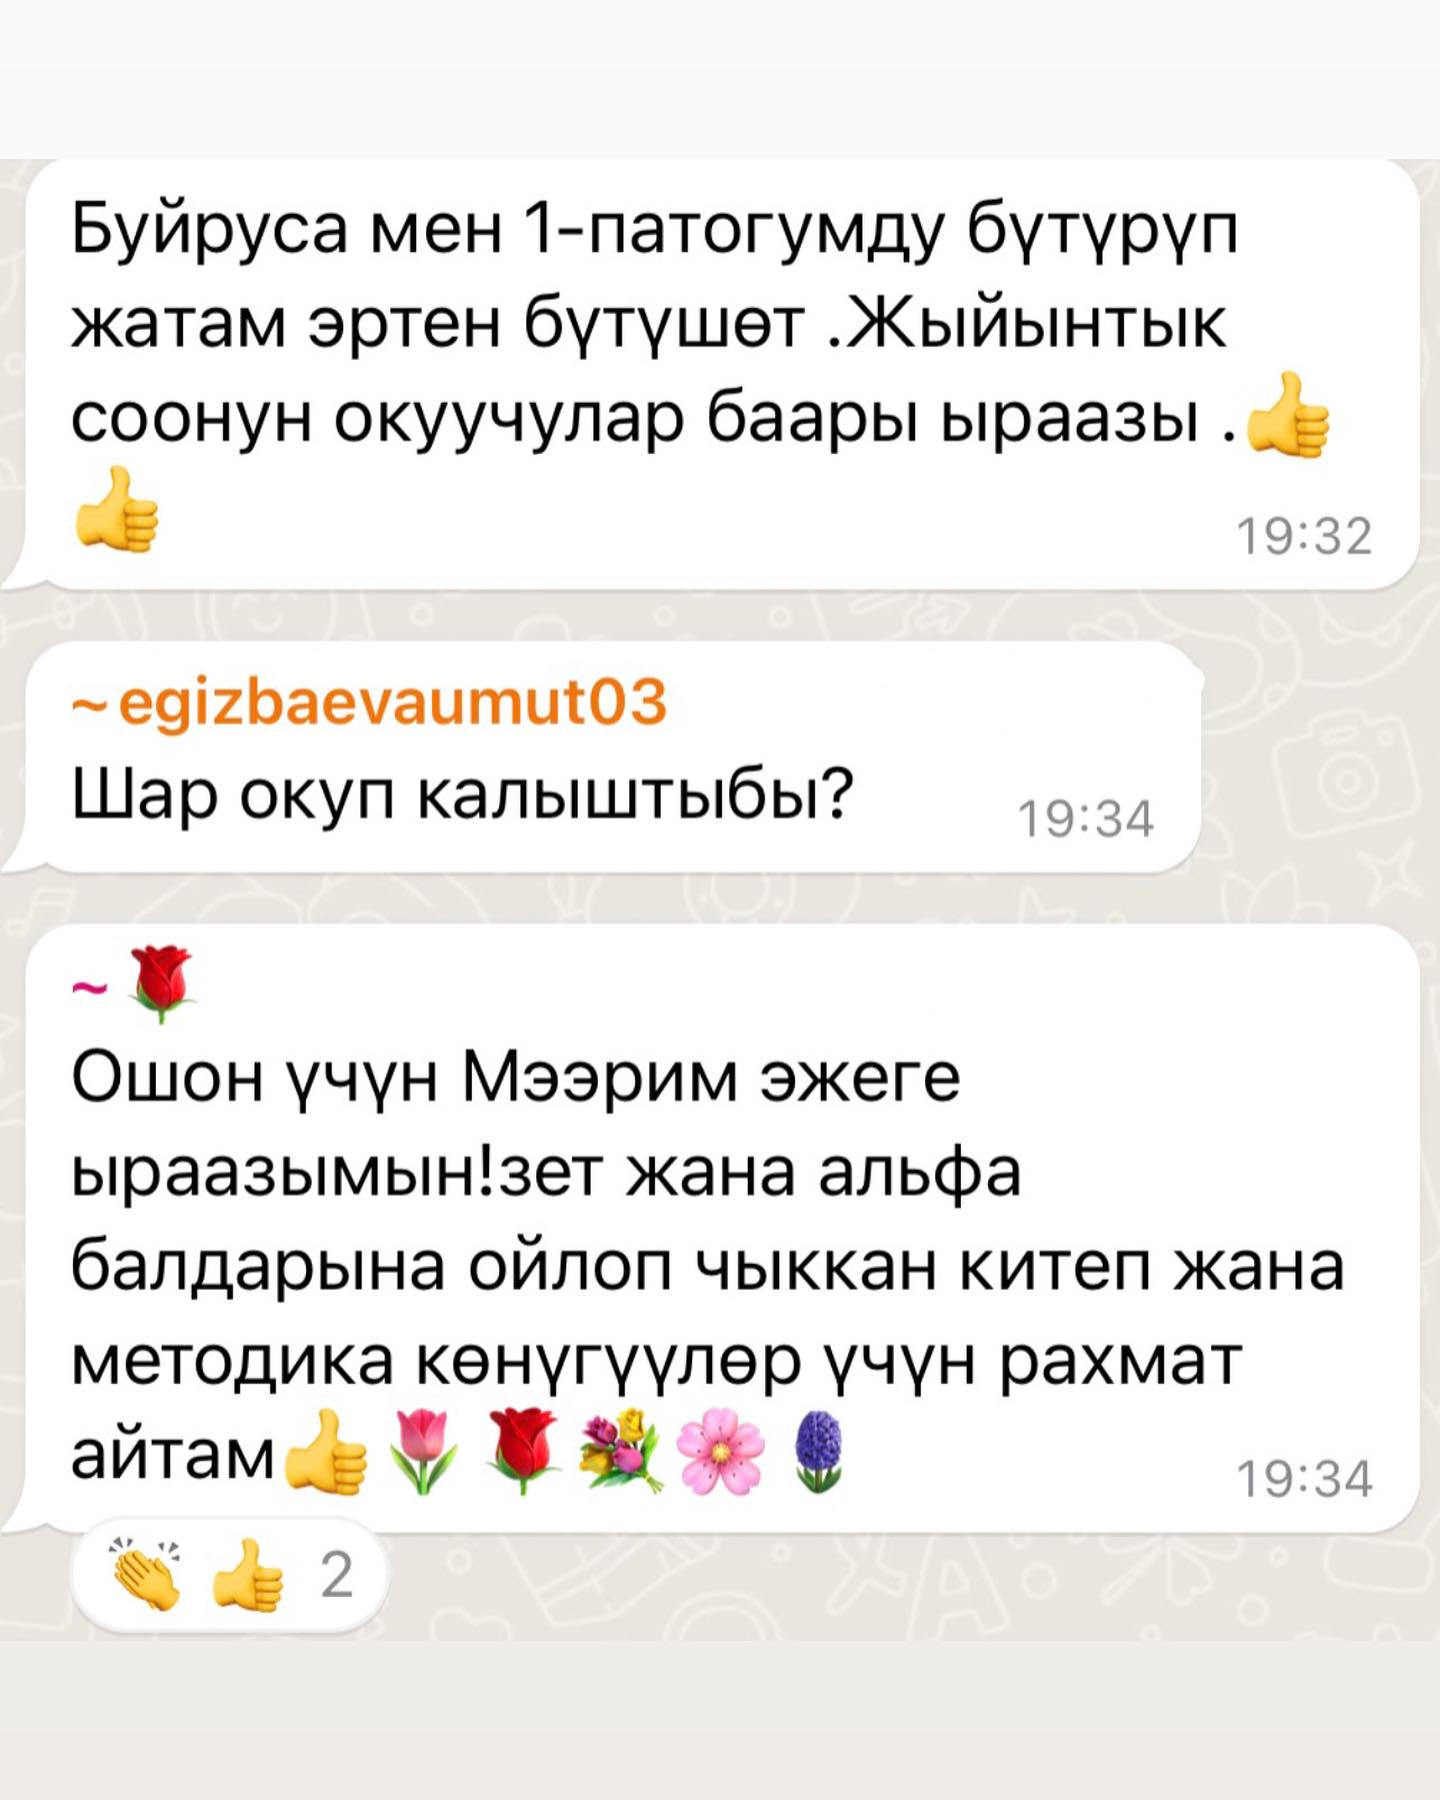 Буйруса мен 1-патогумду бүтүрүп
жатам эртен бүтүшөт .Жыйынтык
соонун окуучулар баары ыраазы .👍
👍
19:32
~egizbaevaumut03
Шар окуп калыштыбы?
19:34
~ 🌹
Ошон үчүн Мээрим эжеге
ыраазымын!зет жана альфа
балдарына ойлоп чыккан китеп жана
методика көнүгүүлөр үчүн рахмат
айтам👍🌷🌹💐🌸🪻
19:34
👏👍 2